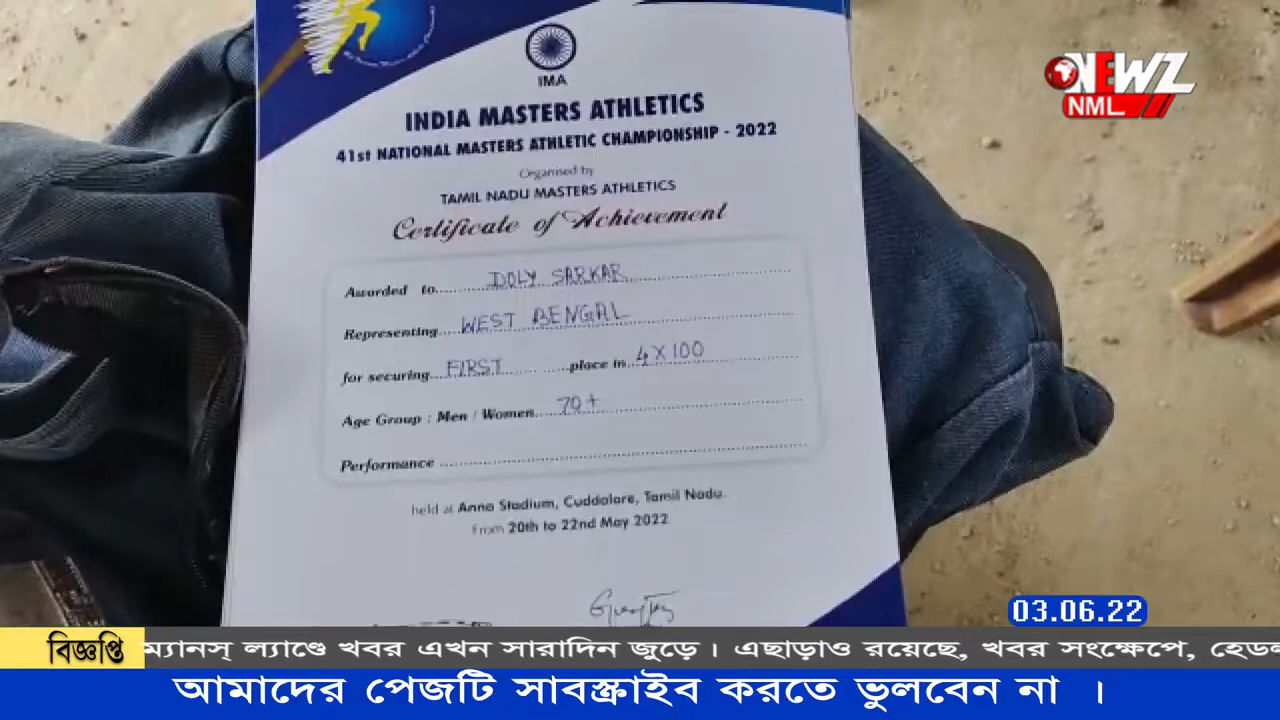 IMA
INDIA MASTERS ATHLETICS
41st NATIONAL MASTERS ATHLETIC CHAMPIONSHIP - 2022
Organised by
TAMIL NADU MASTERS ATHLETICS
Certificate of Achievement
Awarded to DOLY SARKAR
Representing WEST BENGAL
for securing FIRST place in 4 X 100
Age Group : Men / Women 70+
Performance
held at Anna Stadium, Cuddalore, Tamil Nadu.
From 20th to 22nd May 2022
NEWZ
NML
03.06.22
বিজ্ঞপ্তি ম্যানস্ ল্যাণ্ডে খবর এখন সারাদিন জুড়ে । এছাড়াও রয়েছে, খবর সংক্ষেপে, হেডল
আমাদের পেজটি সাবস্ক্রাইব করতে ভুলবেন না ।